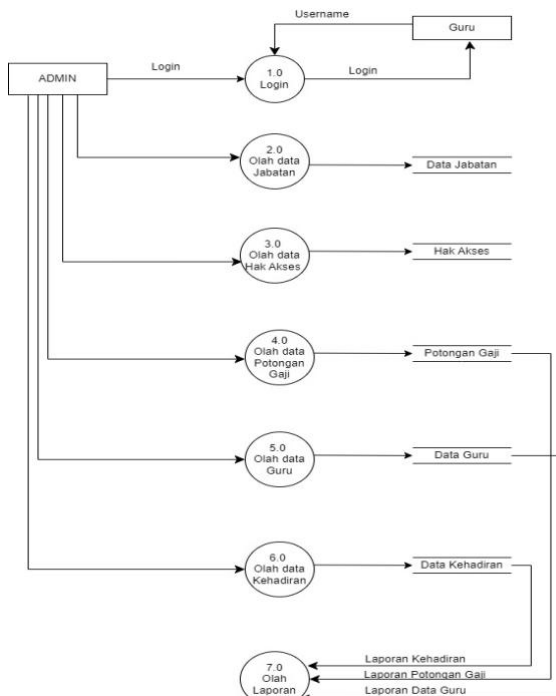 Username
Guru
Login
ADMIN
1.0
Login
Login
2.0
Olah data
Jabatan
Data Jabatan
3.0
Olah data
Hak Akses
Hak Akses
4.0
Olah data
Potongan
Gaji
Potongan Gaji
5.0
Olah data
Guru
Data Guru
6.0
Olah data
Kehadiran
Data Kehadiran
7.0
Olah
Laporan
Laporan Kehadiran
Laporan Potongan Gaji
Laporan Data Guru